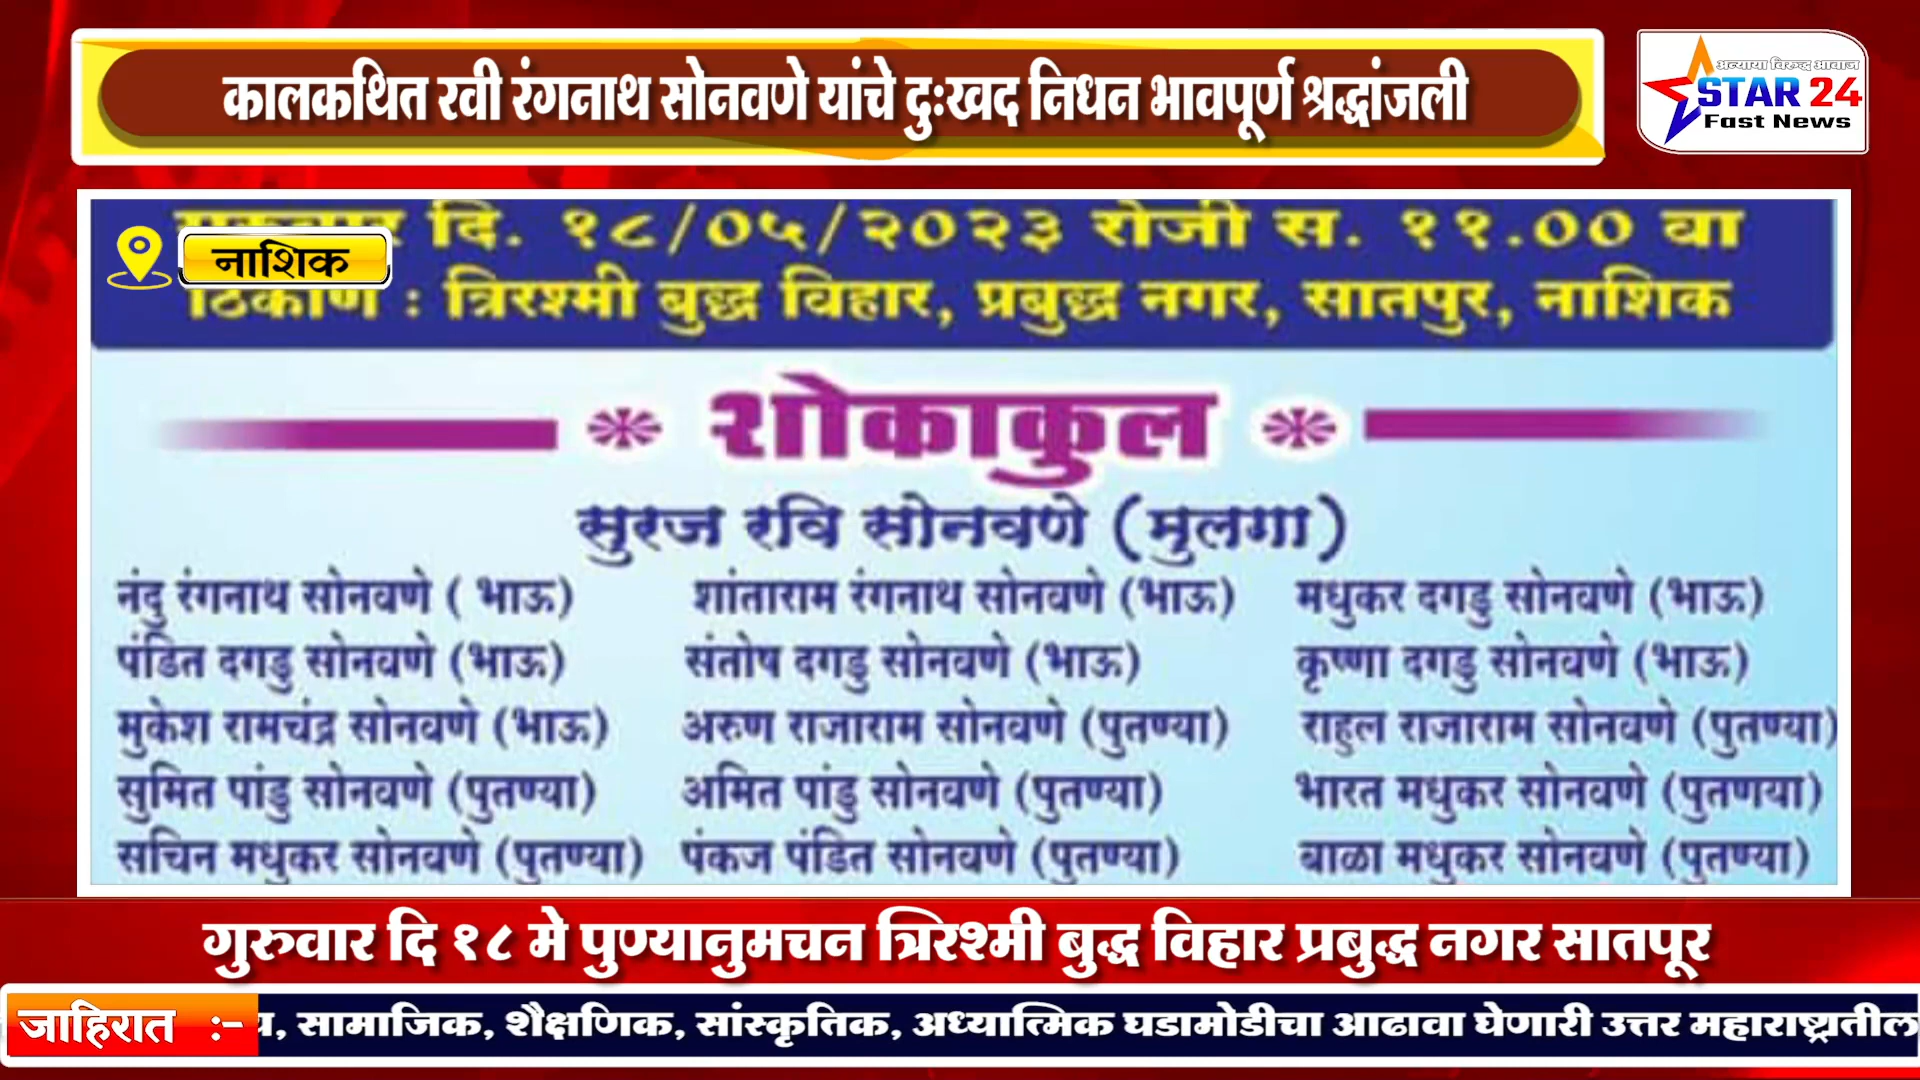 कालकथित रवी रंगनाथ सोनवणे यांचे दुःखद निधन भावपूर्ण श्रद्धांजली
अन्याया विरुद्ध आवाज
STAR 24
Fast News
दि. १८/०५/२०२३ रोजी स. ११.०० वा
नाशिक
ठिकाण : त्रिरश्मी बुद्ध विहार, प्रबुद्ध नगर, सातपुर, नाशिक
शोकाकुल
सुरज रवि सोनवणे (मुलगा)
नंदु रंगनाथ सोनवणे ( भाऊ) शांताराम रंगनाथ सोनवणे (भाऊ) मधुकर दगडु सोनवणे (भाऊ)
पंडित दगडु सोनवणे (भाऊ) संतोष दगडु सोनवणे (भाऊ) कृष्णा दगडु सोनवणे (भाऊ)
मुकेश रामचंद्र सोनवणे (भाऊ) अरुण राजाराम सोनवणे (पुतण्या) राहुल राजाराम सोनवणे (पुतण्या)
सुमित पांडु सोनवणे (पुतण्या) अमित पांडु सोनवणे (पुतण्या) भारत मधुकर सोनवणे (पुतणया)
सचिन मधुकर सोनवणे (पुतण्या) पंकज पंडित सोनवणे (पुतण्या) बाळा मधुकर सोनवणे (पुतण्या)
गुरुवार दि १८ मे पुण्यानुमचन त्रिरश्मी बुद्ध विहार प्रबुद्ध नगर सातपूर
जाहिरात :- , सामाजिक, शैक्षणिक, सांस्कृतिक, अध्यात्मिक घडामोडीचा आढावा घेणारी उत्तर महाराष्ट्रातील